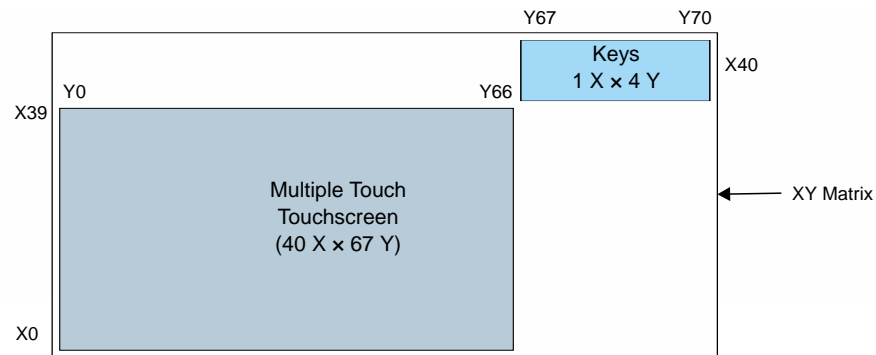 Y67
Y70
Keys
1 X × 4 Y
X40
Y0
Y66
X39
Multiple Touch
Touchscreen
(40 X × 67 Y)
XY Matrix
X0